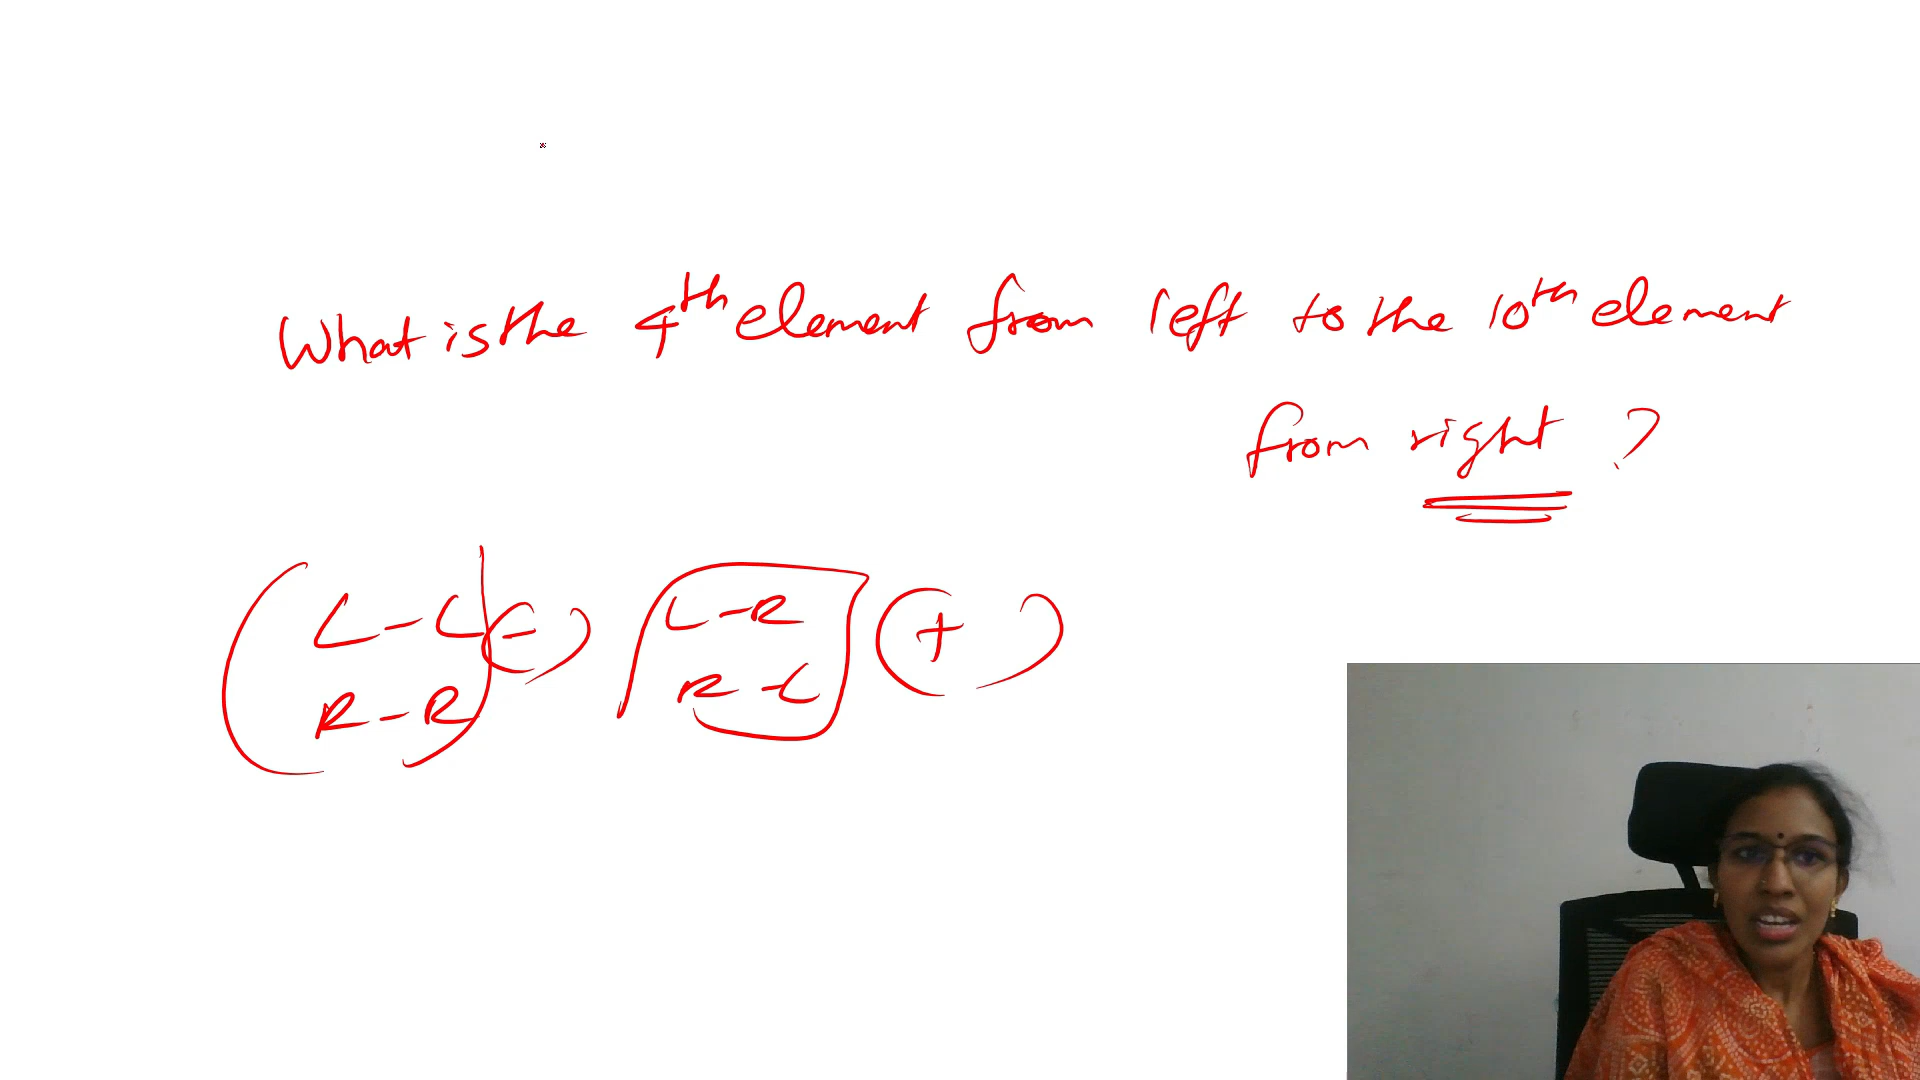 What is the 4th element from left to the 10th element
from right ?
L - L (-) L - R (+)
R - R R - L